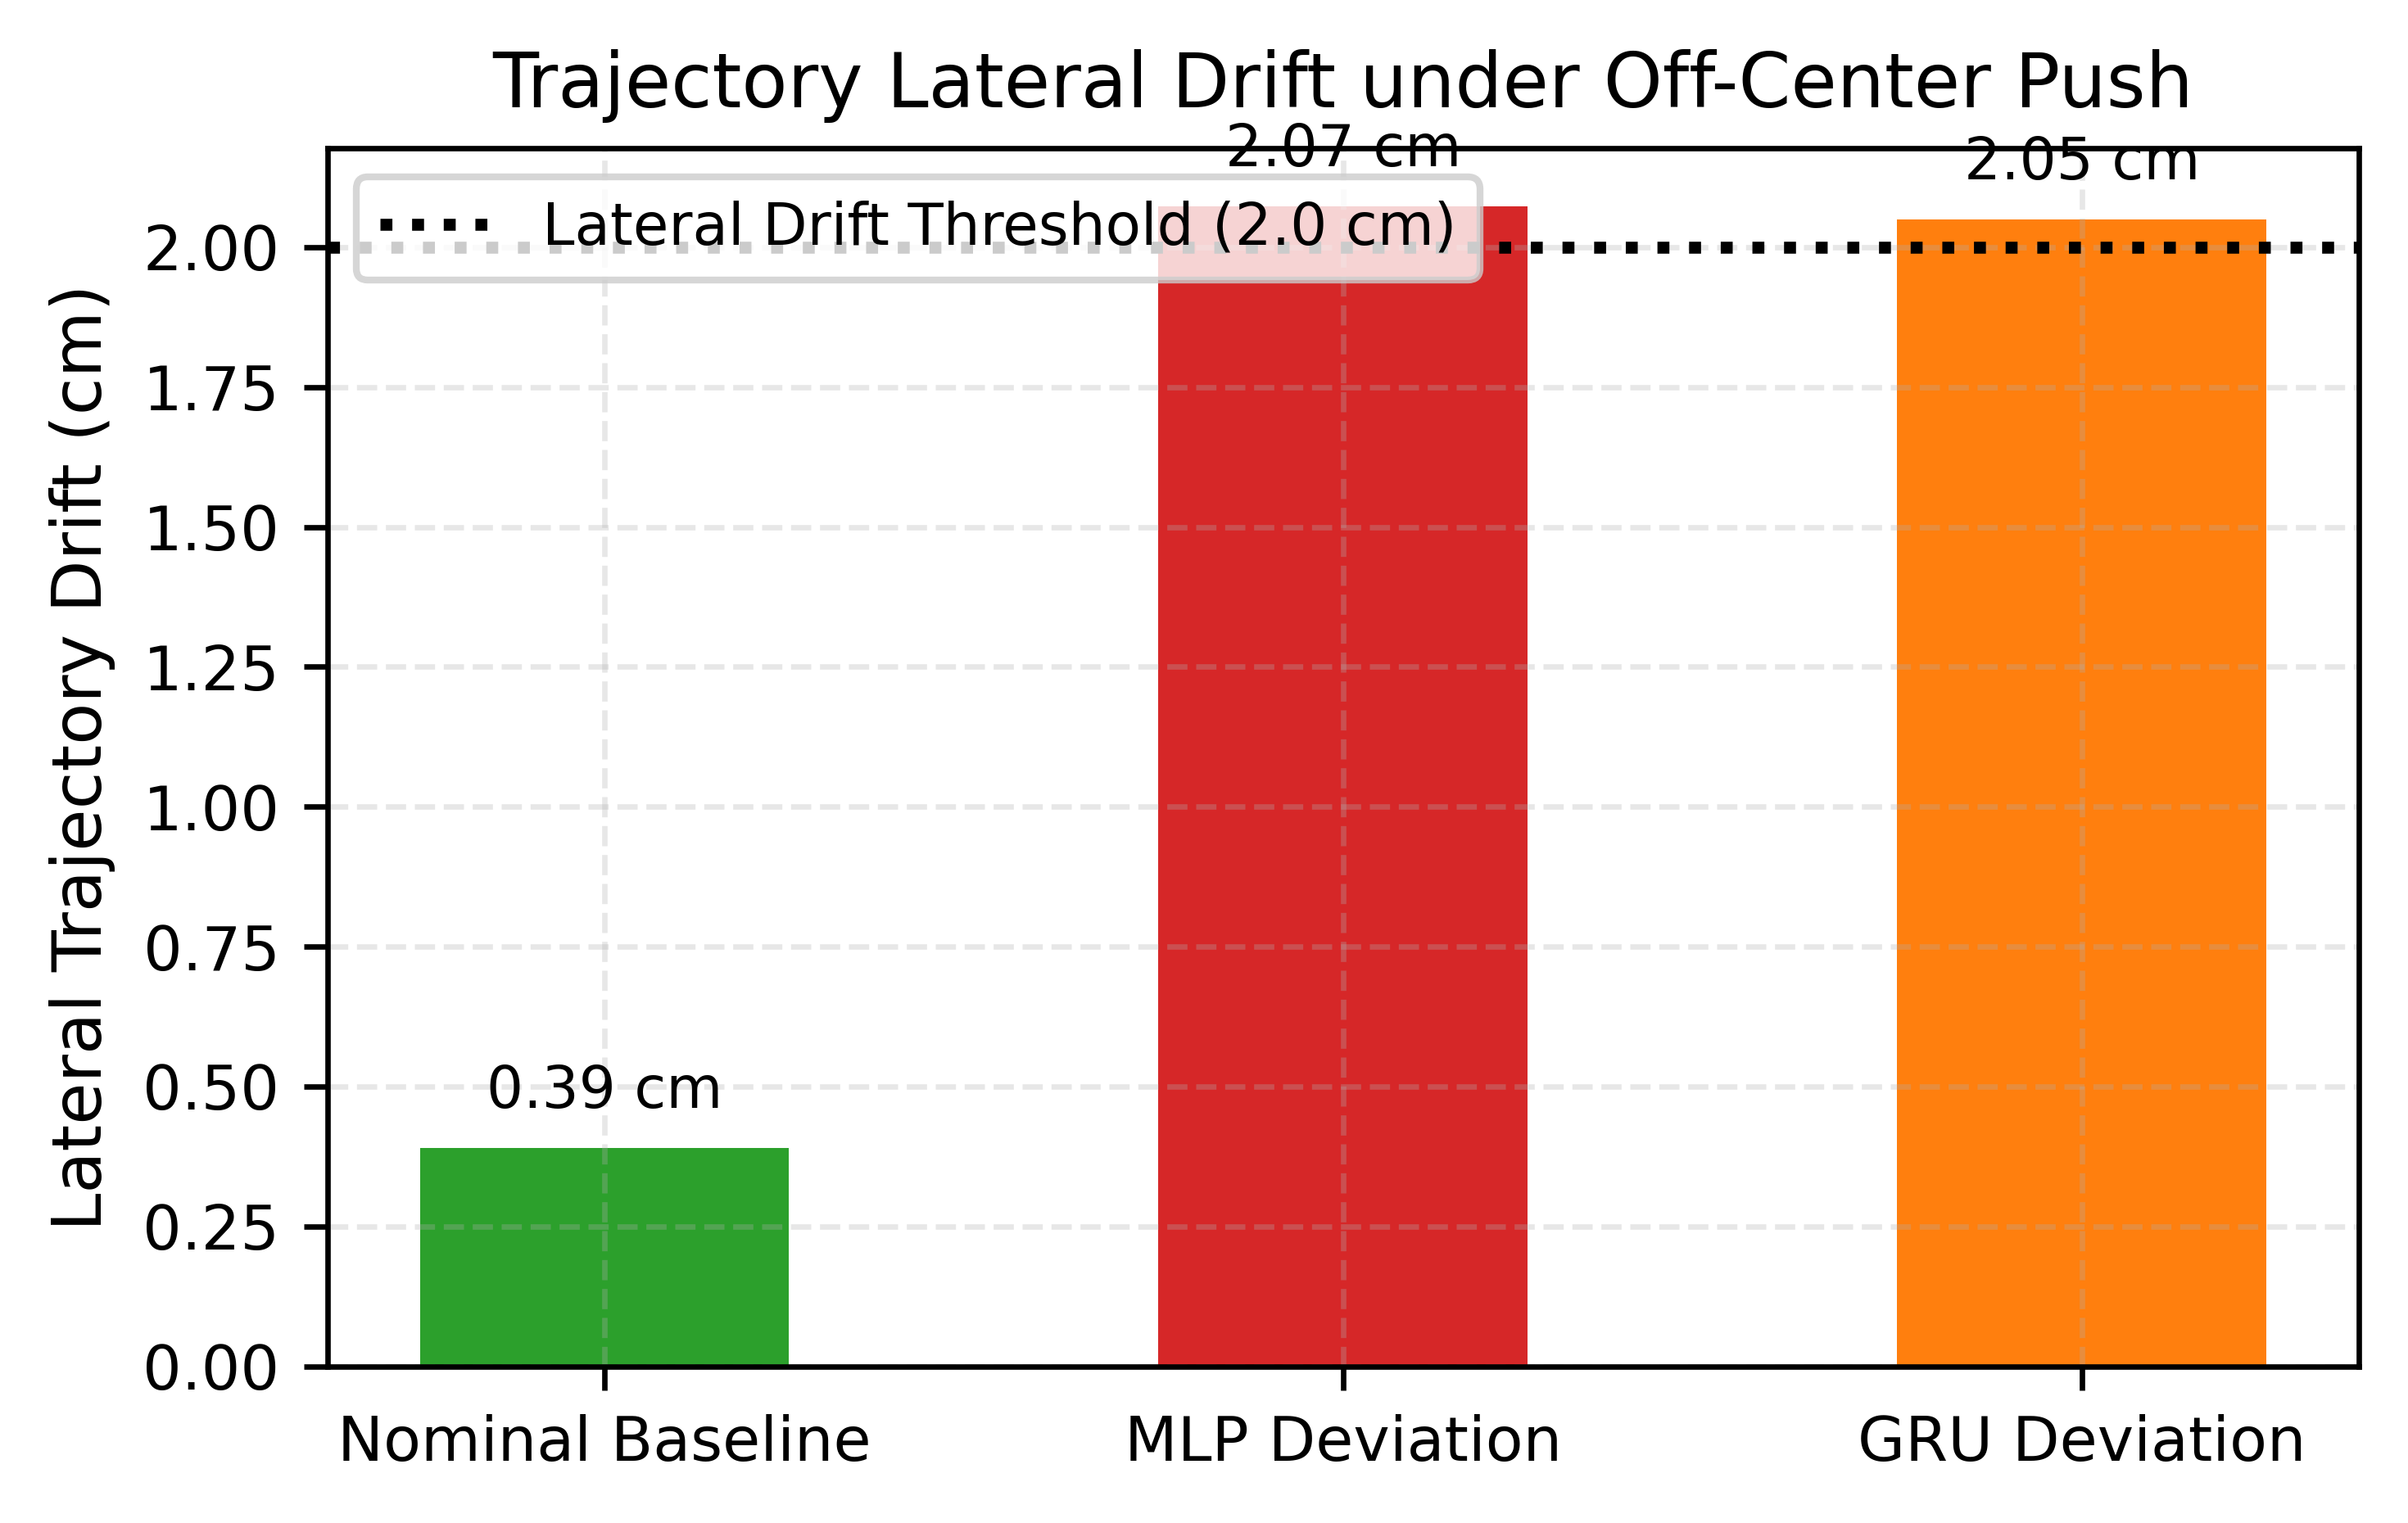 Trajectory Lateral Drift under Off-Center Push
2.07 cm
2.05 cm
Lateral Drift Threshold (2.0 cm)
Lateral Trajectory Drift (cm)
2.00
1.75
1.50
1.25
1.00
0.75
0.50
0.25
0.00
0.39 cm
Nominal Baseline
MLP Deviation
GRU Deviation